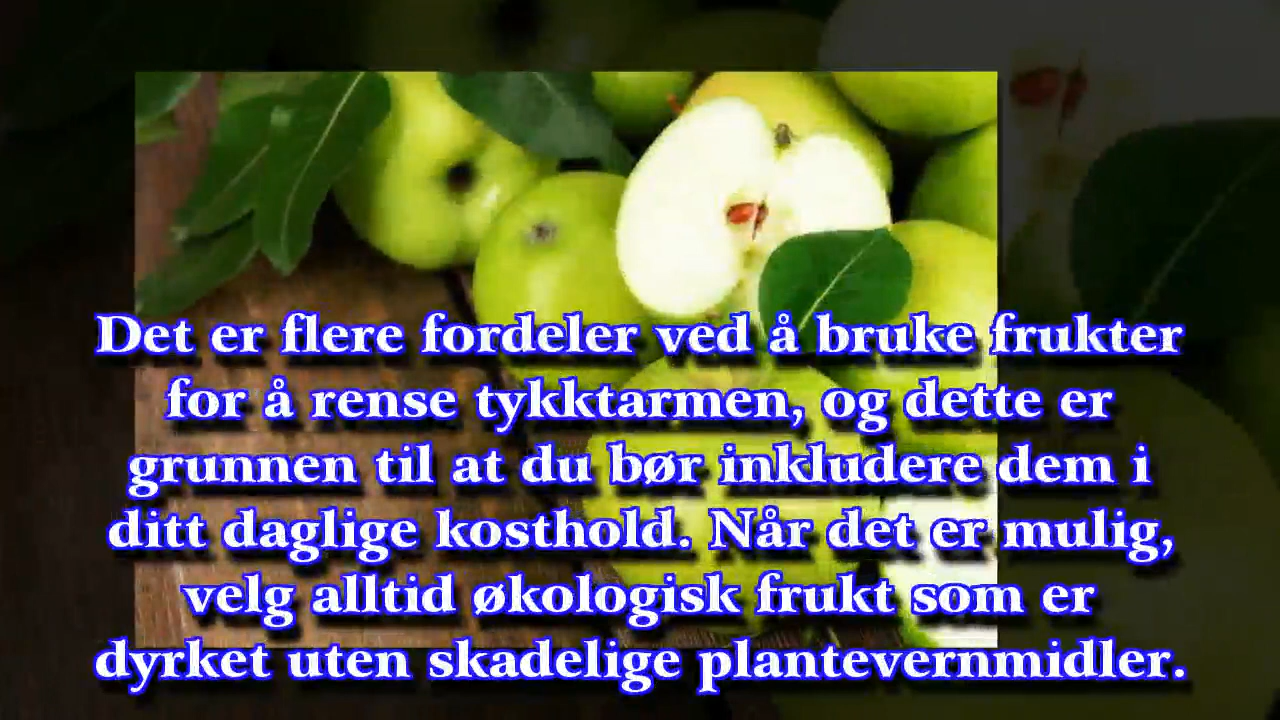 Det er flere fordeler ved å bruke frukter
for å rense tykktarmen, og dette er
grunnen til at du bør inkludere dem i
ditt daglige kosthold. Når det er mulig,
velg alltid økologisk frukt som er
dyrket uten skadelige plantevernmidler.